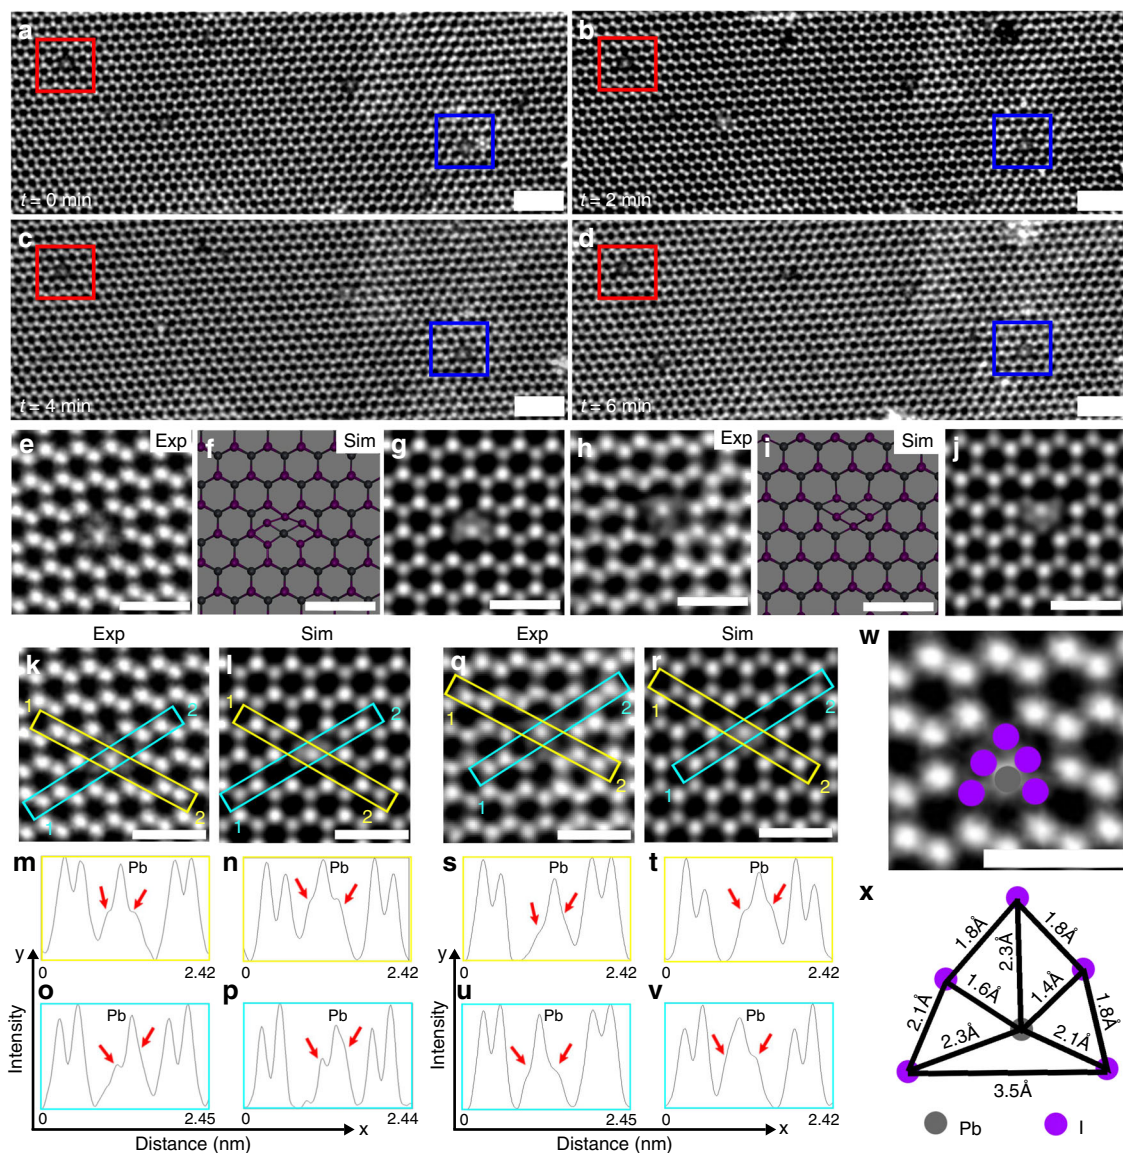 a
b
t = 0 min
t = 2 min
c
d
t = 4 min
t = 6 min
e
Exp
f
Sim
g
h
Exp
i
Sim
j
Exp
Sim
Exp
Sim
w
k
1
2
l
1
2
q
1
2
r
1
2
1
2
1
2
1
2
1
2
m
Pb
n
Pb
s
Pb
t
Pb
x
y
0
2.42
0
2.42
0
2.42
0
2.42
o
Pb
p
Pb
u
Pb
v
Pb
Intensity
0
2.45
0
2.44
0
2.45
0
2.42
Distance (nm)
x
1.8Å
1.8Å
2.3Å
1.6Å
1.4Å
2.1Å
1.8Å
2.3Å
2.1Å
3.5Å
Pb
I